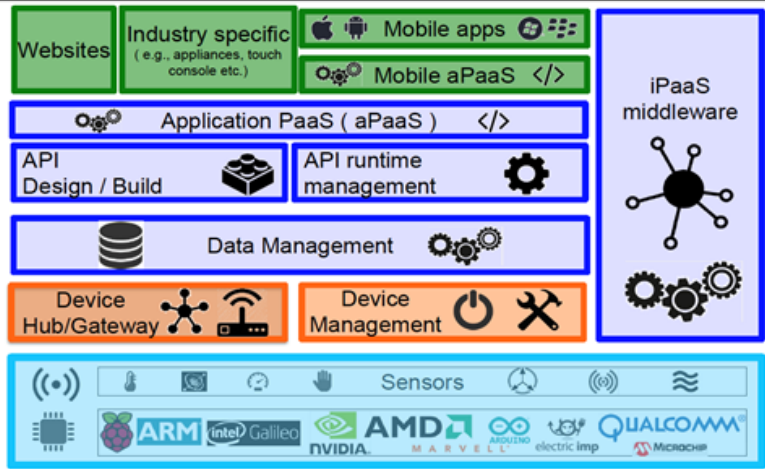 Websites
Industry specific
( e.g., appliances, touch
console etc.)
Mobile apps
Mobile aPaaS </>
iPaaS
middleware
Application PaaS ( aPaaS ) </>
API
Design / Build
API runtime
management
Data Management
Device
Hub/Gateway
Device
Management
Sensors
ARM
intel Galileo
NVIDIA.
AMD
MARVELL
ARDUINO
electric imp
QUALCOMM
MICROCHIP